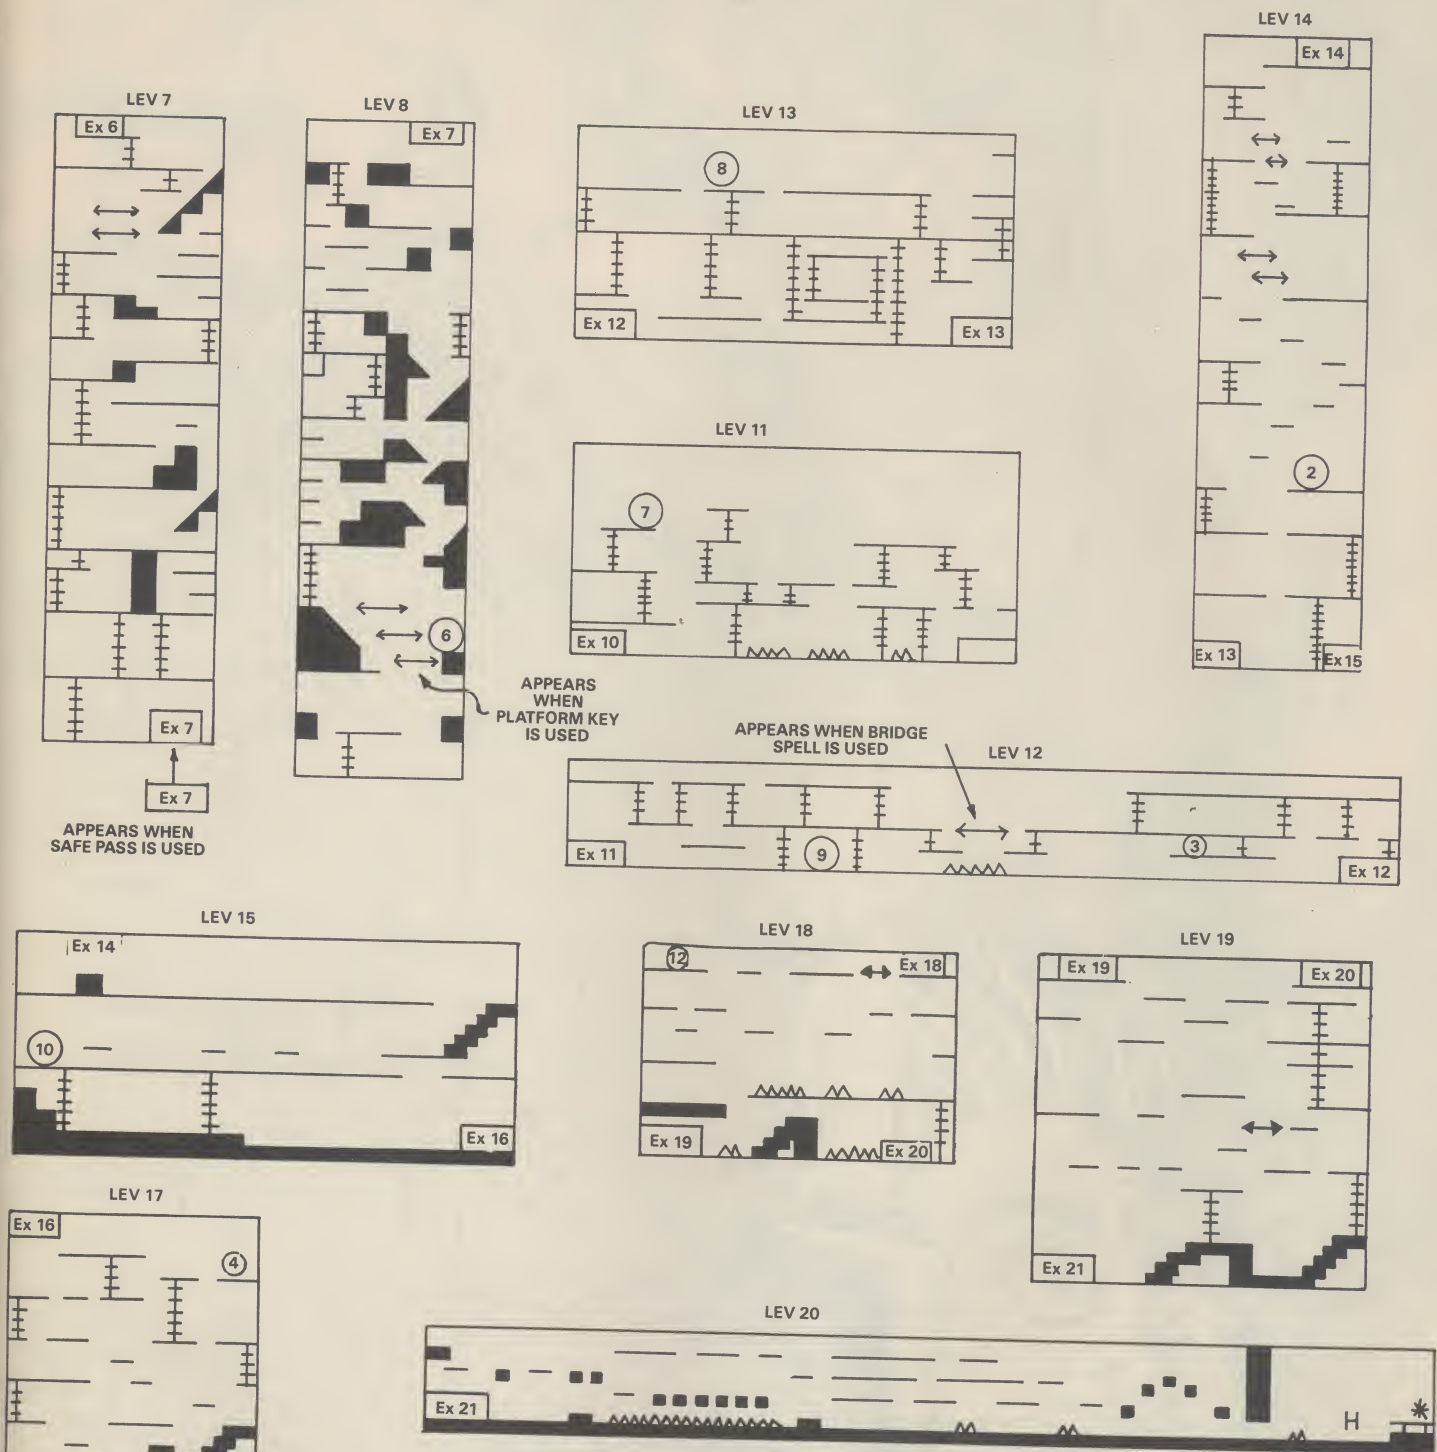 LEV 14
Ex 14
2
Ex 13
Ex 15
LEV 7
Ex 6
Ex 7
Ex 7
APPEARS WHEN
SAFE PASS IS USED
LEV 8
Ex 7
6
APPEARS
WHEN
PLATFORM KEY
IS USED
LEV 13
8
Ex 12
Ex 13
LEV 11
7
Ex 10
APPEARS WHEN BRIDGE
SPELL IS USED
LEV 12
Ex 11
9
3
Ex 12
LEV 15
Ex 14
10
Ex 16
LEV 18
12
Ex 18
Ex 19
Ex 20
LEV 19
Ex 19
Ex 20
Ex 21
LEV 17
Ex 16
4
LEV 20
Ex 21
H
*